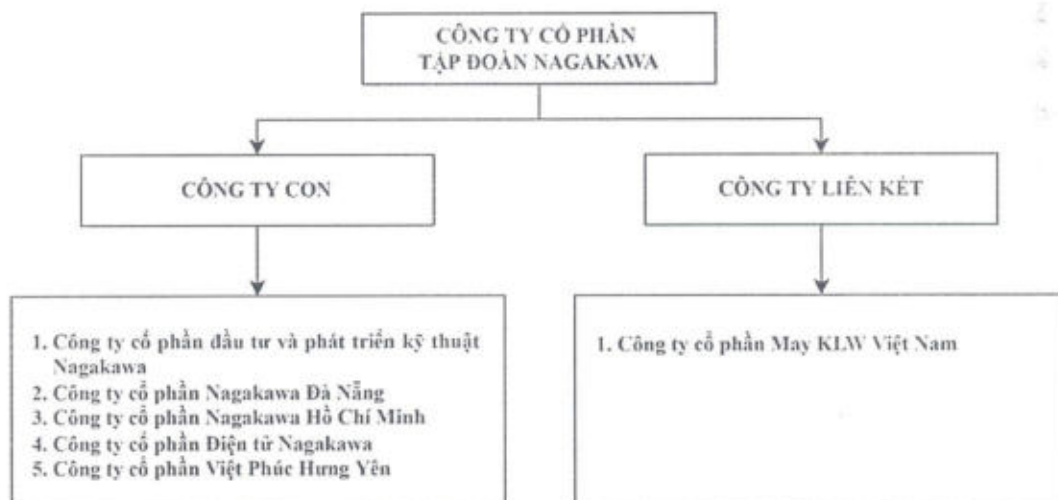 CÔNG TY CỔ PHẦN
TẬP ĐOÀN NAGAKAWA
CÔNG TY CON
CÔNG TY LIÊN KẾT
1. Công ty cổ phần đầu tư và phát triển kỹ thuật
Nagakawa
2. Công ty cổ phần Nagakawa Đà Nẵng
3. Công ty cổ phần Nagakawa Hồ Chí Minh
4. Công ty cổ phần Điện tử Nagakawa
5. Công ty cổ phần Việt Phúc Hưng Yên
1. Công ty cổ phần May KLW Việt Nam